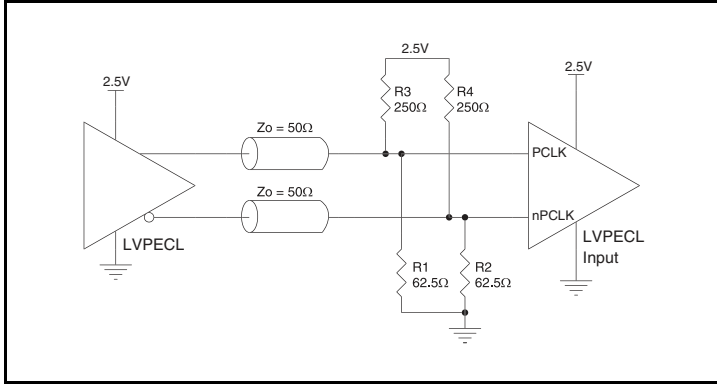 2.5V
2.5V
2.5V
R3
250Ω
R4
250Ω
Zo = 50Ω
PCLK
Zo = 50Ω
nPCLK
LVPECL
LVPECL
Input
R1
62.5Ω
R2
62.5Ω